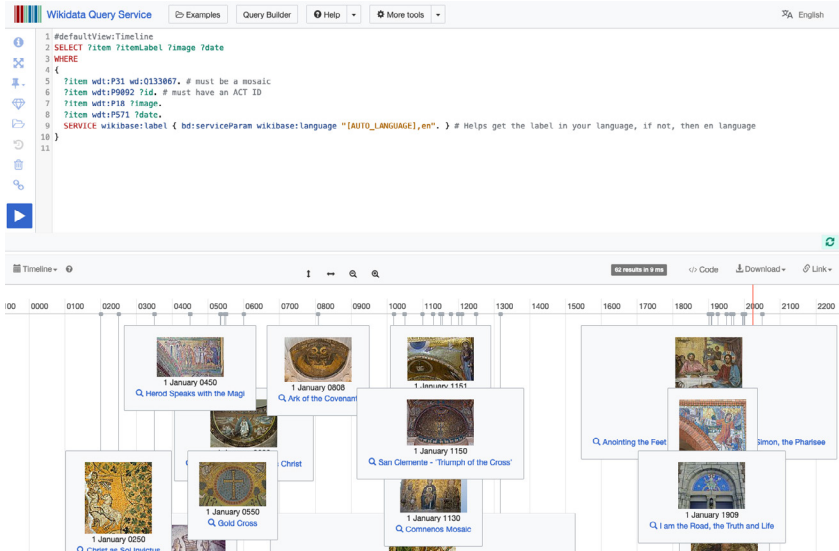 Wikidata Query Service
Examples
Query Builder
Help
More tools
English
1 #defaultView:Timeline
2 SELECT ?item ?itemLabel ?image ?date
3 WHERE
4 {
5 ?item wdt:P31 wd:Q133067. # must be a mosaic
6 ?item wdt:P9092 ?id. # must have an ACT ID
7 ?item wdt:P18 ?image.
8 ?item wdt:P571 ?date.
9 SERVICE wikibase:label { bd:serviceParam wikibase:language "[AUTO_LANGUAGE],en". } # Helps get the label in your language, if not, then en language
10 }
11
Timeline
62 results in 9 ms
</> Code
Download
Link
00 0000 0100 0200 0300 0400 0500 0600 0700 0800 0900 1000 1100 1200 1300 1400 1500 1600 1700 1800 1900 2000 2100 2200
1 January 0450
Herod Speaks with the Magi
1 January 0808
Ark of the Covenant
1 January 1151
1 January 1150
San Clemente - 'Triumph of the Cross'
Anointing the Feet
Simon, the Pharisee
Christ
1 January 0550
Gold Cross
1 January 1130
Comnenos Mosaic
1 January 1909
I am the Road, the Truth and Life
1 January 0250
Christ as Sol Invictus